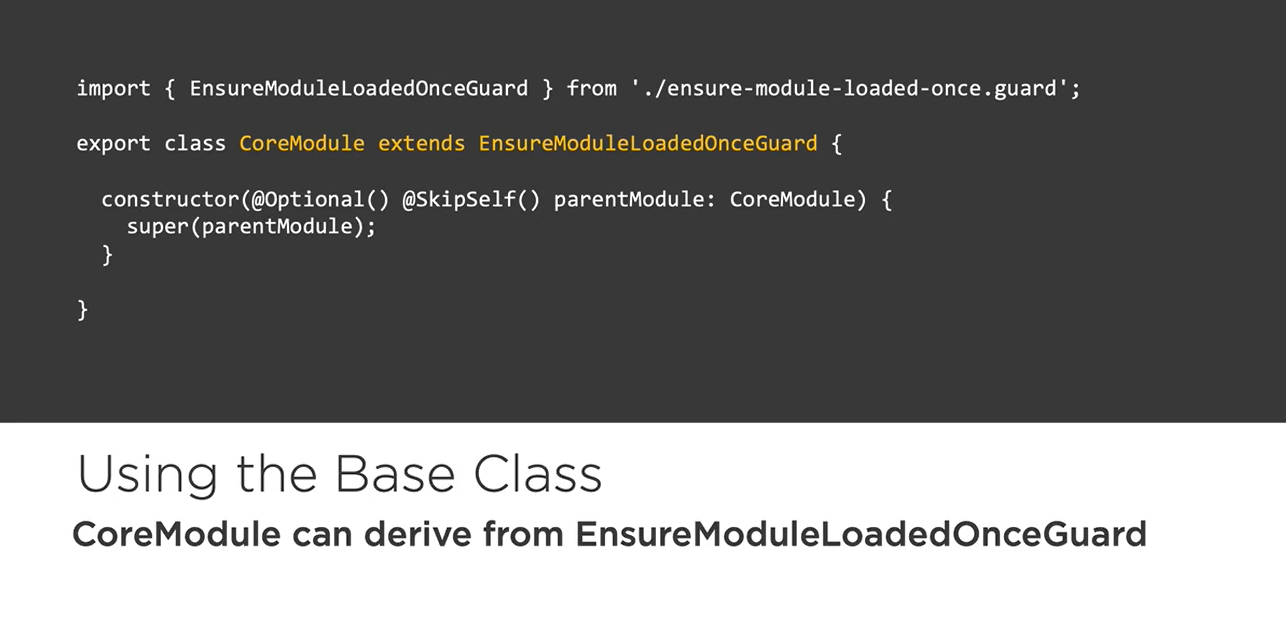 import { EnsureModuleLoadedOnceGuard } from './ensure-module-loaded-once.guard';
export class CoreModule extends EnsureModuleLoadedOnceGuard {
constructor(@Optional() @SkipSelf() parentModule: CoreModule) {
super(parentModule);
}
}
Using the Base Class
CoreModule can derive from EnsureModuleLoadedOnceGuard